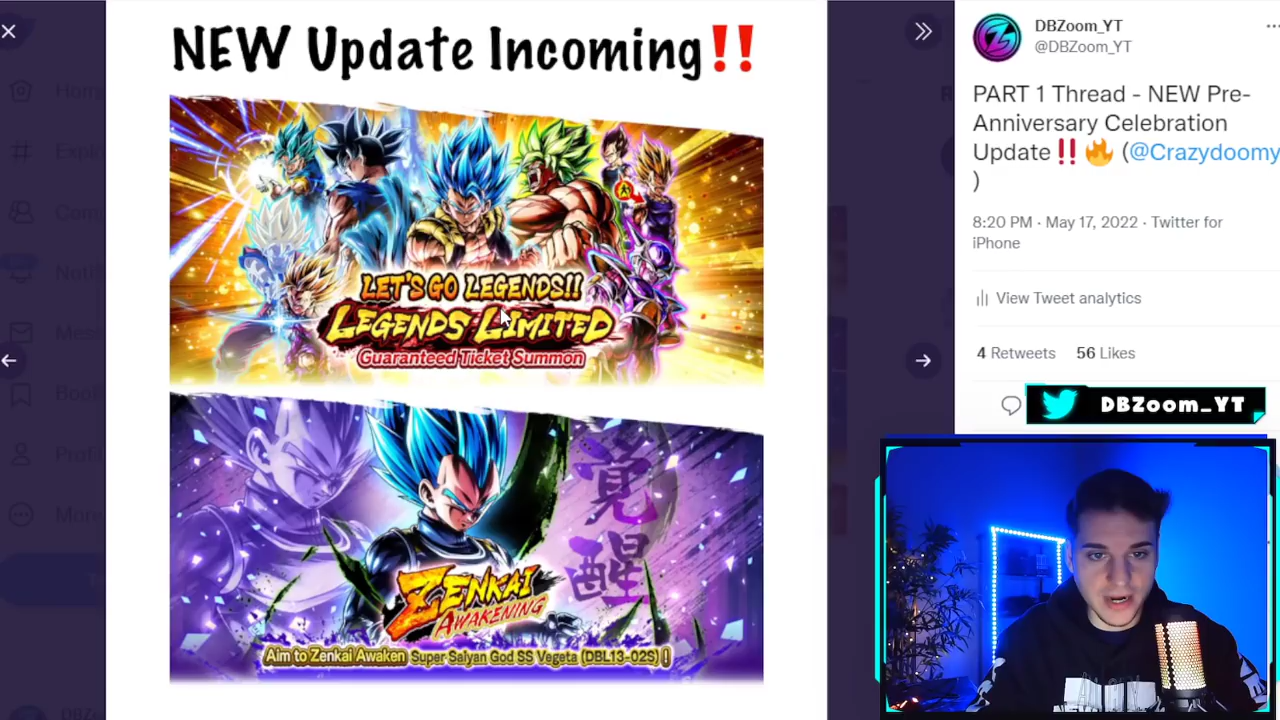 NEW Update Incoming‼
LET'S GO LEGENDS!!
LEGENDS LIMITED
Guaranteed Ticket Summon
覚
醒
ZENKAI
AWAKENING
Aim to Zenkai Awaken Super Saiyan God SS Vegeta (DBL13-02S) !
DBZoom_YT
@DBZoom_YT
PART 1 Thread - NEW Pre-
Anniversary Celebration
Update‼🔥 (@Crazydoomy
)
8:20 PM · May 17, 2022 · Twitter for
iPhone
View Tweet analytics
4 Retweets 56 Likes
DBZoom_YT